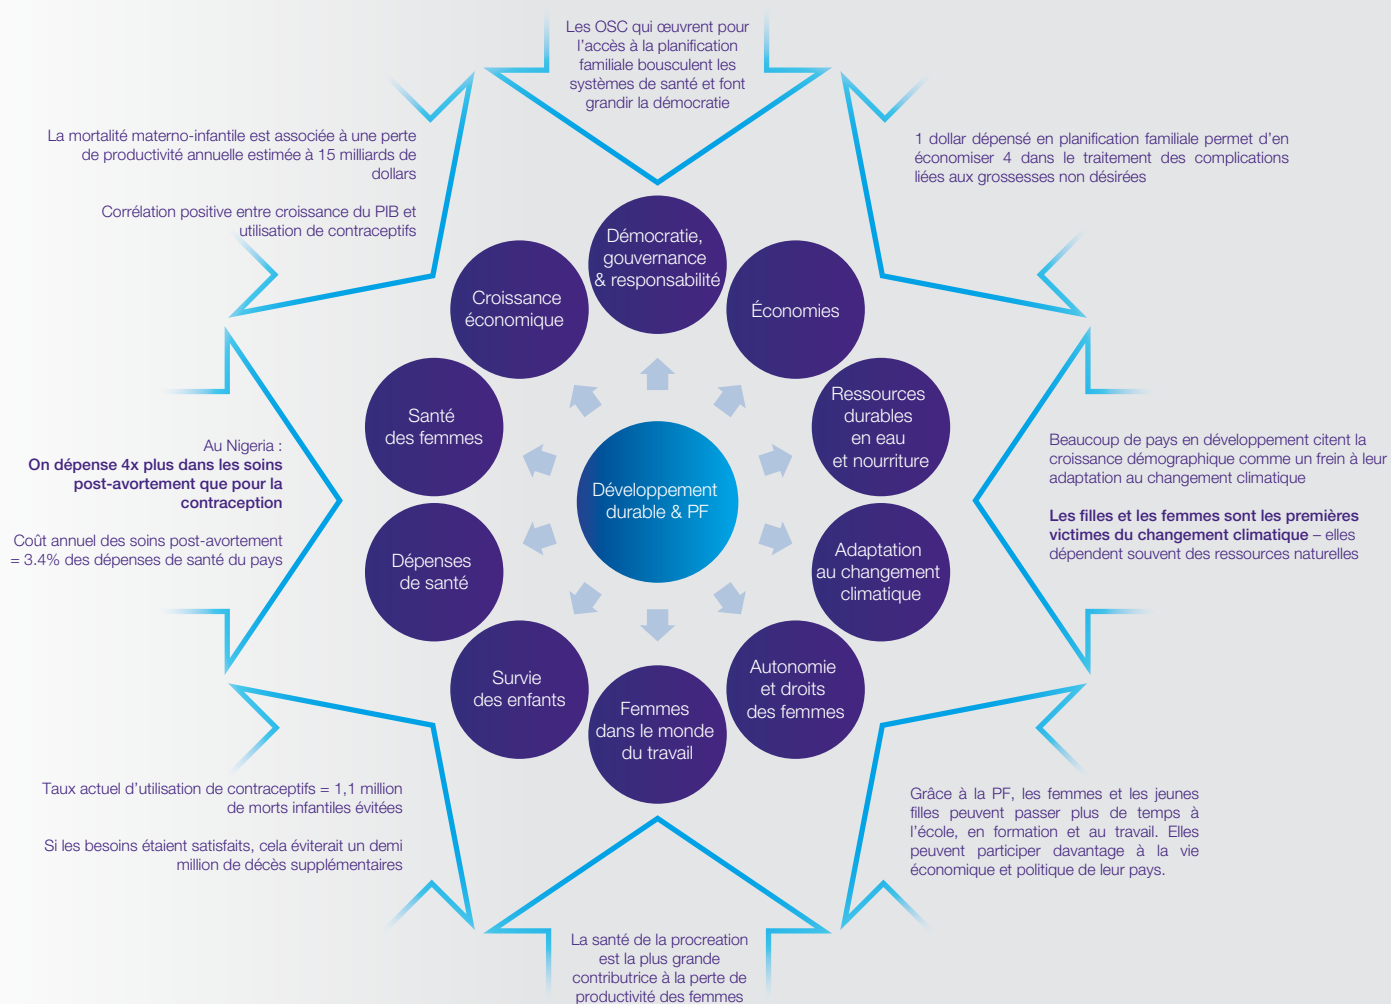 Les OSC qui œuvrent pour
l'accès à la planification
familiale bousculent les
systèmes de santé et font
grandir la démocratie
La mortalité materno-infantile est associée à une perte
de productivité annuelle estimée à 15 milliards de
dollars
Corrélation positive entre croissance du PIB et
utilisation de contraceptifs
1 dollar dépensé en planification familiale permet d'en
économiser 4 dans le traitement des complications
liées aux grossesses non désirées
Démocratie,
gouvernance
& responsabilité
Croissance
économique
Économies
Santé
des femmes
Ressources
durables
en eau
et nourriture
Au Nigeria :
On dépense 4x plus dans les soins
post-avortement que pour la
contraception
Coût annuel des soins post-avortement
= 3.4% des dépenses de santé du pays
Développement
durable & PF
Beaucoup de pays en développement citent la
croissance démographique comme un frein à leur
adaptation au changement climatique
Les filles et les femmes sont les premières
victimes du changement climatique – elles
dépendent souvent des ressources naturelles
Dépenses
de santé
Adaptation
au changement
climatique
Survie
des enfants
Femmes
dans le monde
du travail
Autonomie
et droits
des femmes
Taux actuel d'utilisation de contraceptifs = 1,1 million
de morts infantiles évitées
Si les besoins étaient satisfaits, cela éviterait un demi
million de décès supplémentaires
Grâce à la PF, les femmes et les jeunes
filles peuvent passer plus de temps à
l'école, en formation et au travail. Elles
peuvent participer davantage à la vie
économique et politique de leur pays.
La santé de la procreation
est la plus grande
contributrice à la perte de
productivité des femmes